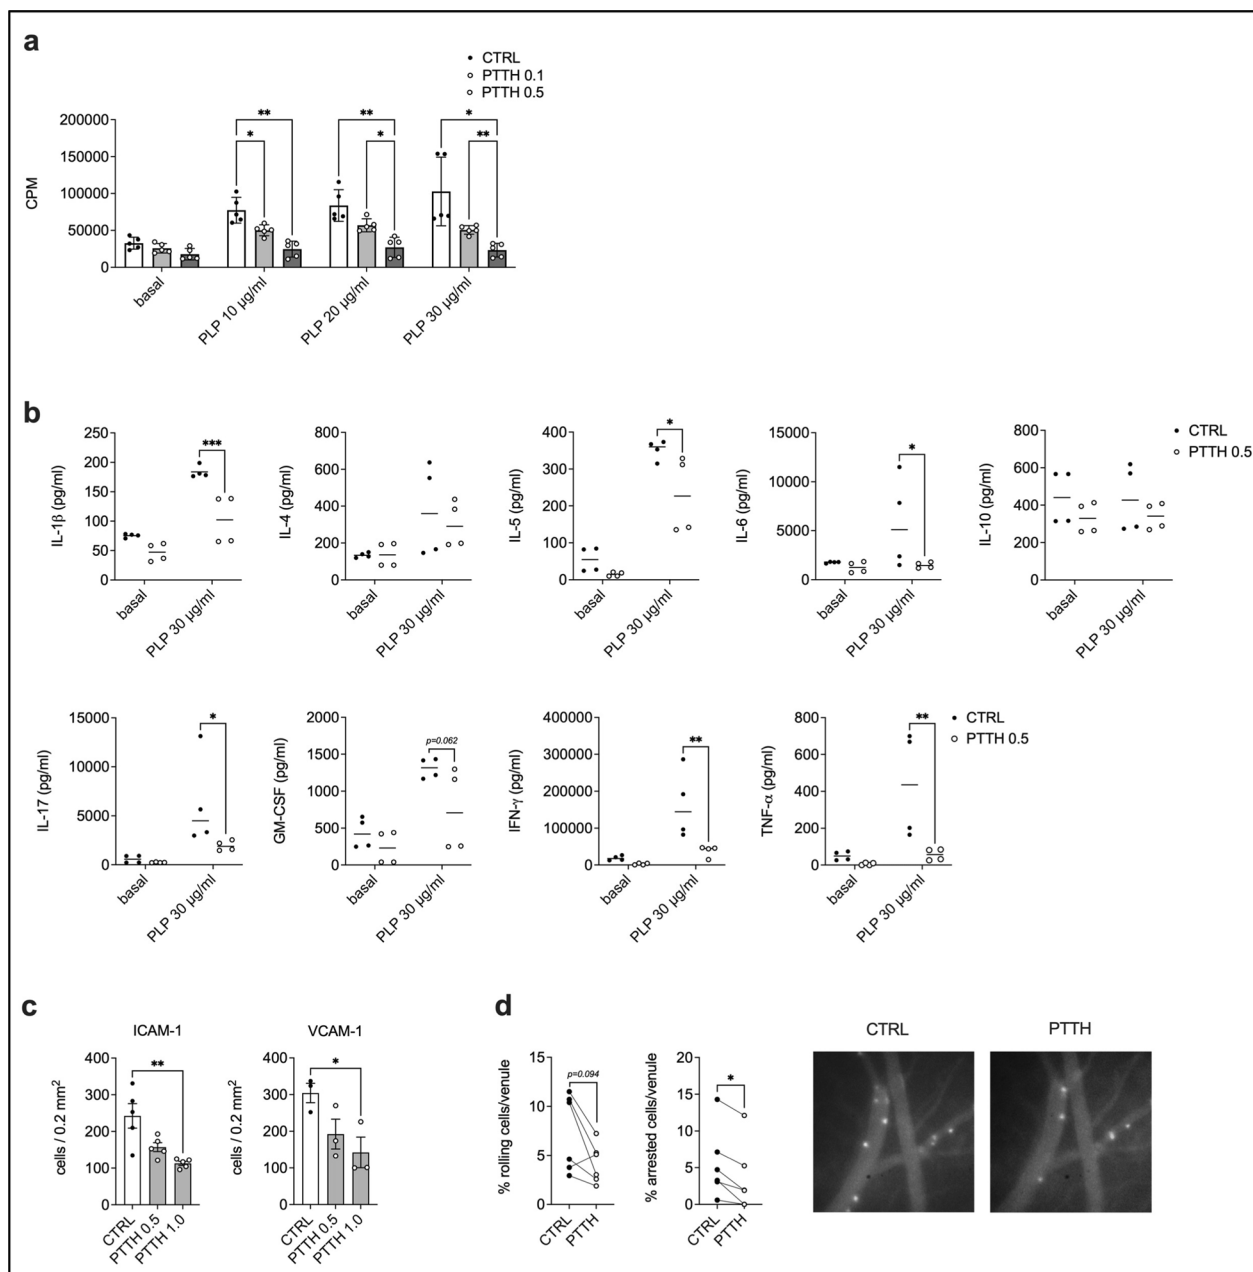 a
CTRL
PTTH 0.1
PTTH 0.5
CPM
200000
150000
100000
50000
0
** ** *
* * **
basal
PLP 10 µg/ml
PLP 20 µg/ml
PLP 30 µg/ml
b
IL-1β (pg/ml)
250
200
150
100
50
0
***
basal
PLP 30 µg/ml
IL-4 (pg/ml)
800
600
400
200
0
basal
PLP 30 µg/ml
IL-5 (pg/ml)
400
300
200
100
0
*
basal
PLP 30 µg/ml
IL-6 (pg/ml)
15000
10000
5000
0
*
basal
PLP 30 µg/ml
IL-10 (pg/ml)
800
600
400
200
0
basal
PLP 30 µg/ml
CTRL
PTTH 0.5
IL-17 (pg/ml)
15000
10000
5000
0
*
basal
PLP 30 µg/ml
GM-CSF (pg/ml)
2000
1500
1000
500
0
p=0.062
basal
PLP 30 µg/ml
IFN-γ (pg/ml)
400000
300000
200000
100000
0
**
basal
PLP 30 µg/ml
TNF-α (pg/ml)
800
600
400
200
0
**
basal
PLP 30 µg/ml
CTRL
PTTH 0.5
c
ICAM-1
cells / 0.2 mm²
400
300
200
100
0
**
CTRL
PTTH 0.5
PTTH 1.0
VCAM-1
cells / 0.2 mm²
400
300
200
100
0
*
CTRL
PTTH 0.5
PTTH 1.0
d
% rolling cells/venule
15
10
5
0
p=0.094
CTRL
PTTH
% arrested cells/venule
20
15
10
5
0
*
CTRL
PTTH
CTRL
PTTH